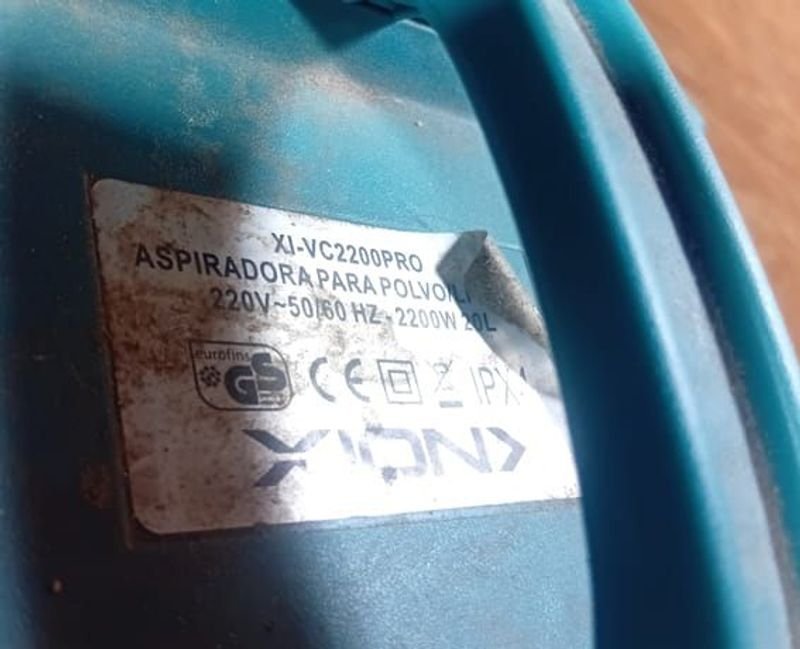 XI-VC2200PRO
ASPIRADORA PARA POLVO/LI
220V~50/60 HZ - 2200W 20L
eurofins
GS
CE
XION